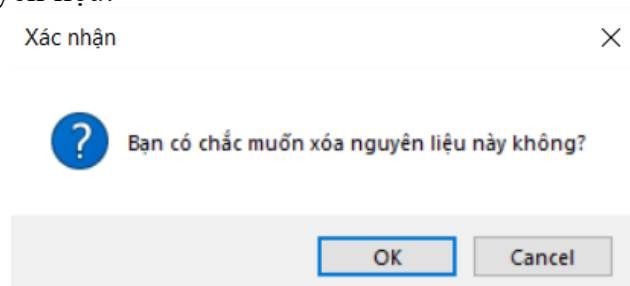 Xác nhận
Bạn có chắc muốn xóa nguyên liệu này không?
OK
Cancel